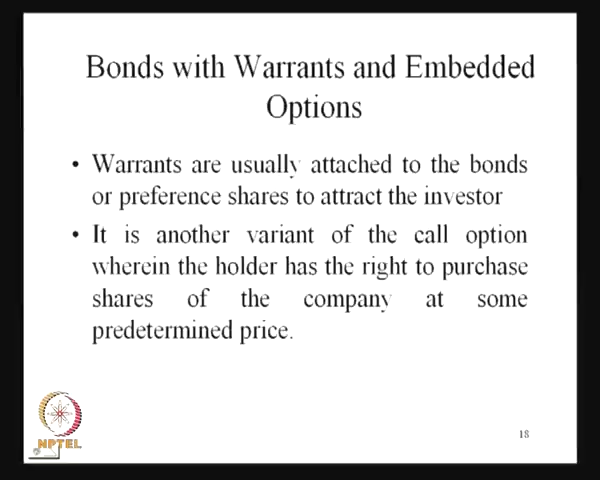 Bonds with Warrants and Embedded
Options
• Warrants are usually attached to the bonds
or preference shares to attract the investor
• It is another variant of the call option
wherein the holder has the right to purchase
shares of the company at some
predetermined price.
NPTEL
18